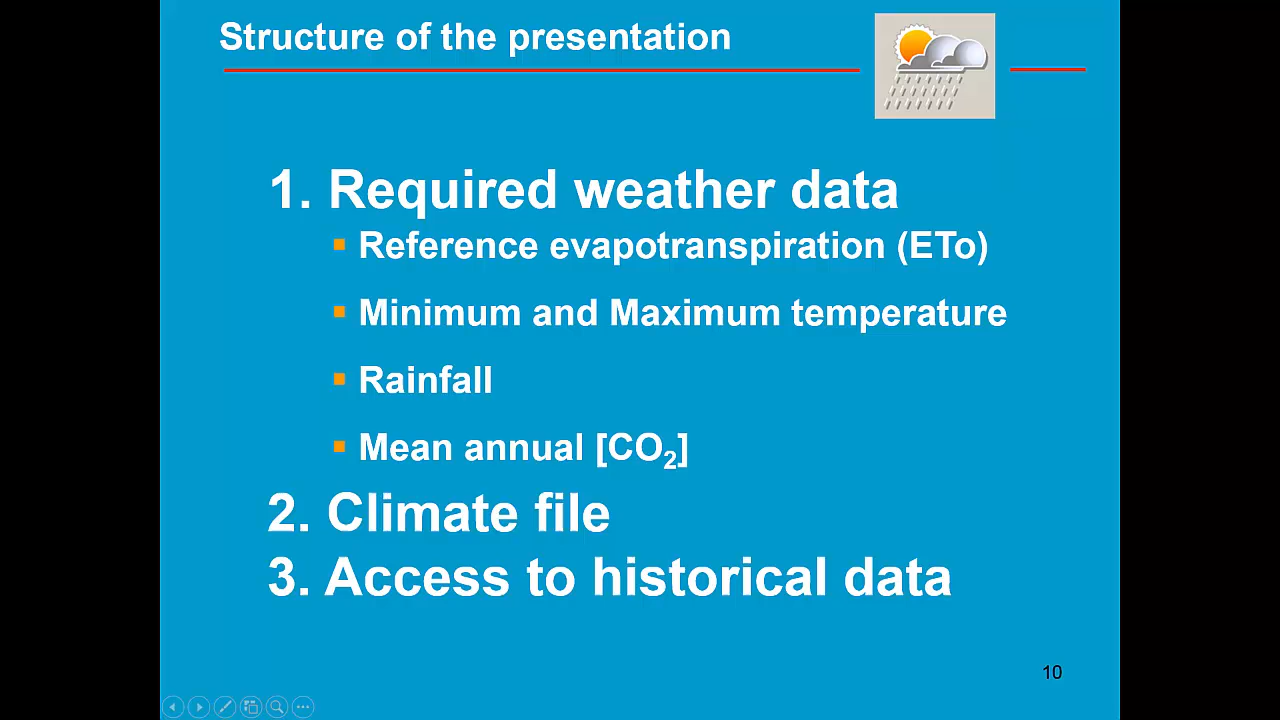 Structure of the presentation
1. Required weather data
▪ Reference evapotranspiration (ETo)
▪ Minimum and Maximum temperature
▪ Rainfall
▪ Mean annual [CO₂]
2. Climate file
3. Access to historical data
10